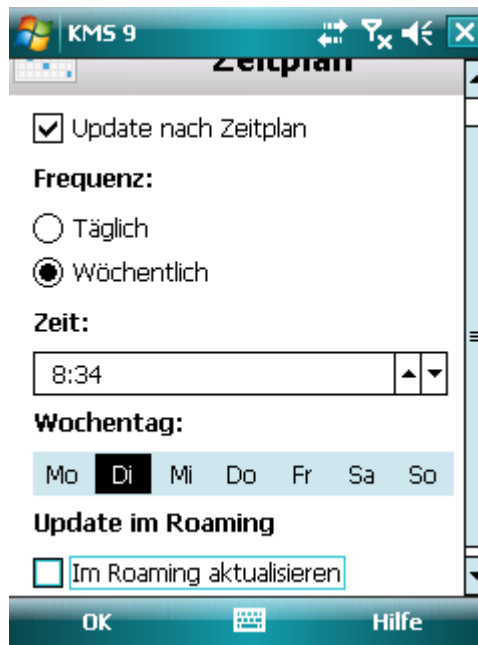 KMS 9
Zeitplan
Update nach Zeitplan
Frequenz:
Täglich
Wöchentlich
Zeit:
8:34
Wochentag:
Mo Di Mi Do Fr Sa So
Update im Roaming
Im Roaming aktualisieren
OK Hilfe